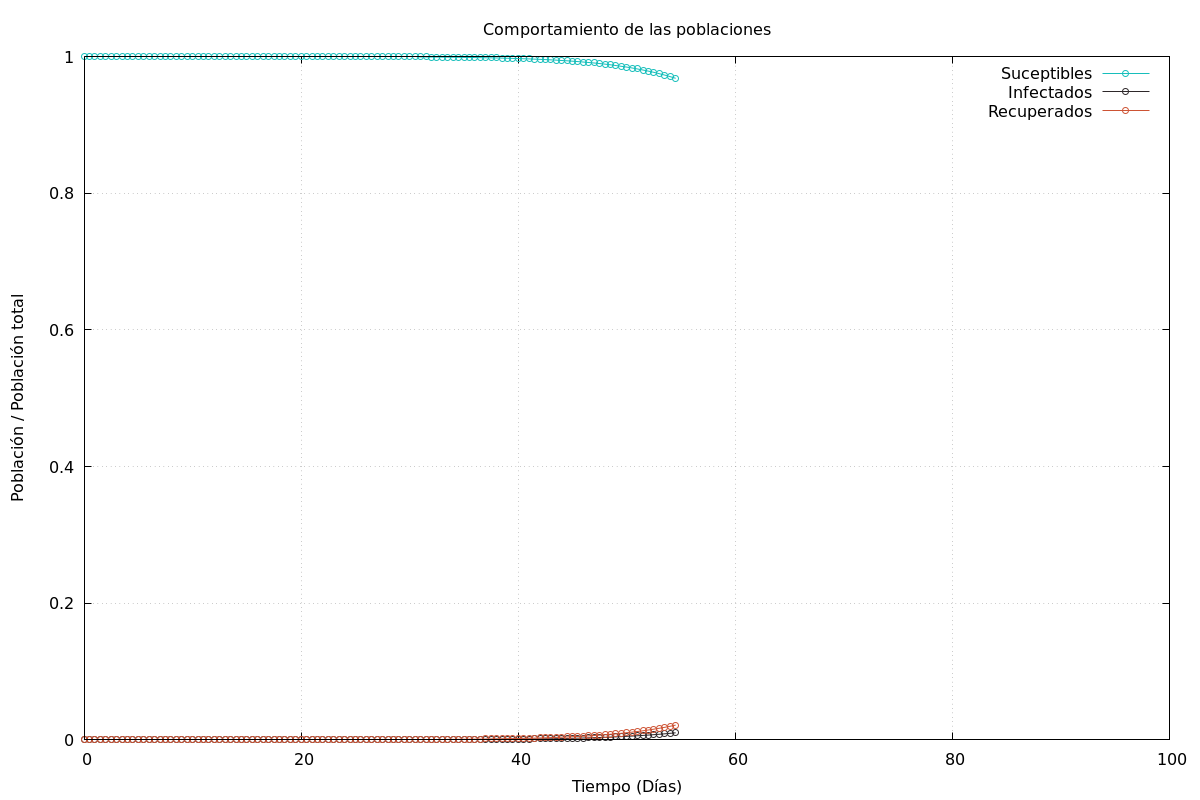 Comportamiento de las poblaciones
Suceptibles
Infectados
Recuperados
1
0.8
0.6
0.4
0.2
0
Población / Población total
0 20 40 60 80 100
Tiempo (Días)